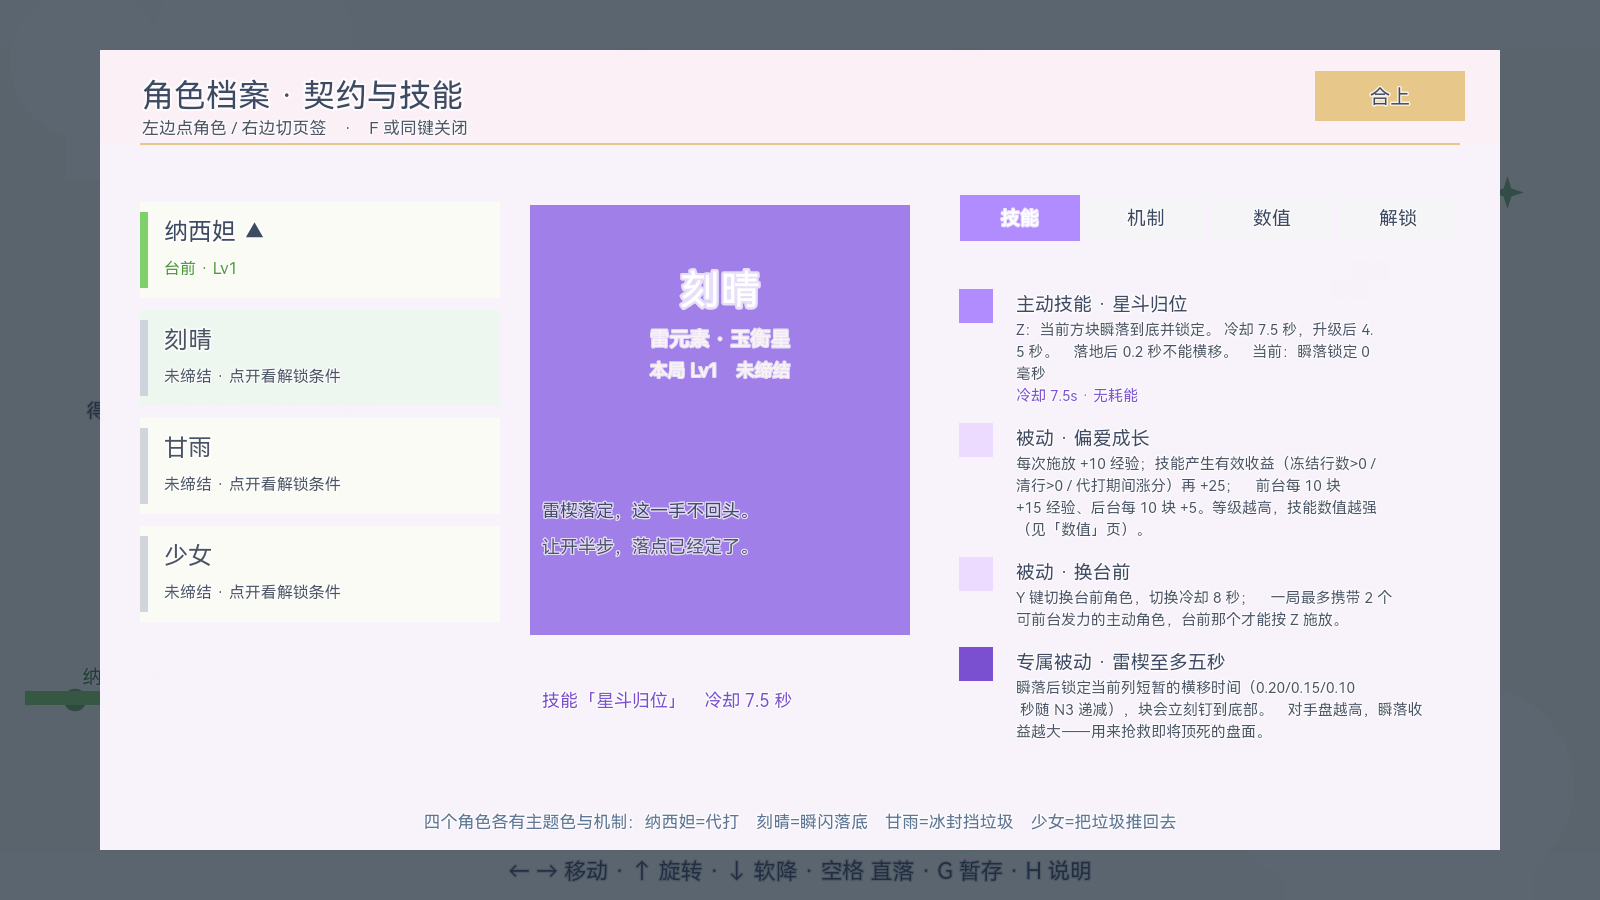 角色档案 · 契约与技能
左边点角色 / 右边切页签 · F 或同键关闭
合上
纳西妲 ▲
台前 · Lv1
刻晴
未缔结 · 点开看解锁条件
甘雨
未缔结 · 点开看解锁条件
少女
未缔结 · 点开看解锁条件
刻晴
雷元素 · 玉衡星
本局 Lv1 未缔结
雷楔落定，这一手不回头。
让开半步，落点已经定了。
技能「星斗归位」 冷却 7.5 秒
技能
机制
数值
解锁
主动技能 · 星斗归位
Z：当前方块瞬落到底并锁定。 冷却 7.5 秒，升级后 4.
5 秒。 落地后 0.2 秒不能横移。 当前：瞬落锁定 0
毫秒
冷却 7.5s · 无耗能
被动 · 偏爱成长
每次施放 +10 经验；技能产生有效收益（冻结行数>0 /
清行>0 / 代打期间涨分）再 +25； 前台每 10 块
+15 经验、后台每 10 块 +5。等级越高，技能数值越强
（见「数值」页）。
被动 · 换台前
Y 键切换台前角色，切换冷却 8 秒； 一局最多携带 2 个
可前台发力的主动角色，台前那个才能按 Z 施放。
专属被动 · 雷楔至多五秒
瞬落后锁定当前列短暂的横移时间（0.20/0.15/0.10
秒随 N3 递减），块会立刻钉到底部。 对手盘越高，瞬落收
益越大——用来抢救即将顶死的盘面。
四个角色各有主题色与机制：纳西妲=代打 刻晴=瞬闪落底 甘雨=冰封挡垃圾 少女=把垃圾推回去
得
纳
← → 移动 · ↑ 旋转 · ↓ 软降 · 空格 直落 · G 暂存 · H 说明